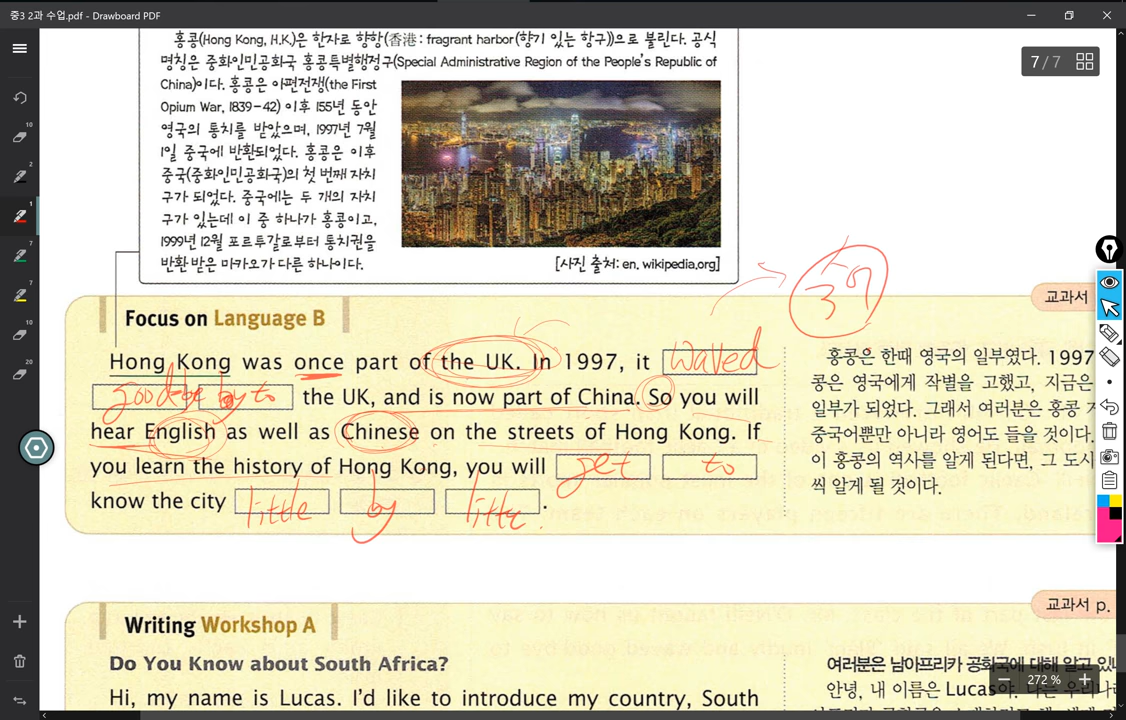 중3 2과 수업.pdf - Drawboard PDF
홍콩(Hong Kong, H.K.)은 한자로 향항(香港: fragrant harbor(향기 있는 항구))으로 불린다. 공식
7 / 7
명칭은 중화인민공화국 홍콩특별행정구(Special Administrative Region of the People's Republic of
China)이다. 홍콩은 아편전쟁(the First
Opium War, 1839-42) 이후 155년 동안
영국의 통치를 받았으며, 1997년 7월
1일 중국에 반환되었다. 홍콩은 이후
중국(중화인민공화국)의 첫 번째 자치
구가 되었다. 중국에는 두 개의 자치
구가 있는데 이 중 하나가 홍콩이고,
1999년 12월 포르투갈로부터 통치권을
반환 받은 마카오가 다른 하나이다.
[사진 출처: en. wikipedia.org]
교과서
Focus on Language B
Hong Kong was once part of the UK. In 1997, it waved
goodbye by to the UK, and is now part of China. So you will
hear English as well as Chinese on the streets of Hong Kong. If
you learn the history of Hong Kong, you will get to
know the city little by little.
홍콩은 한때 영국의 일부였다. 1997
콩은 영국에게 작별을 고했고, 지금은
일부가 되었다. 그래서 여러분은 홍콩
중국어뿐만 아니라 영어도 들을 것이다.
이 홍콩의 역사를 알게 된다면, 그 도시
씩 알게 될 것이다.
교과서 p.
Writing Workshop A
Do You Know about South Africa?
Hi, my name is Lucas. I'd like to introduce my country, South
여러분은 남아프리카 공화국에 대해 알고 있나
안녕, 내 이름은 Lucas야.
272 %